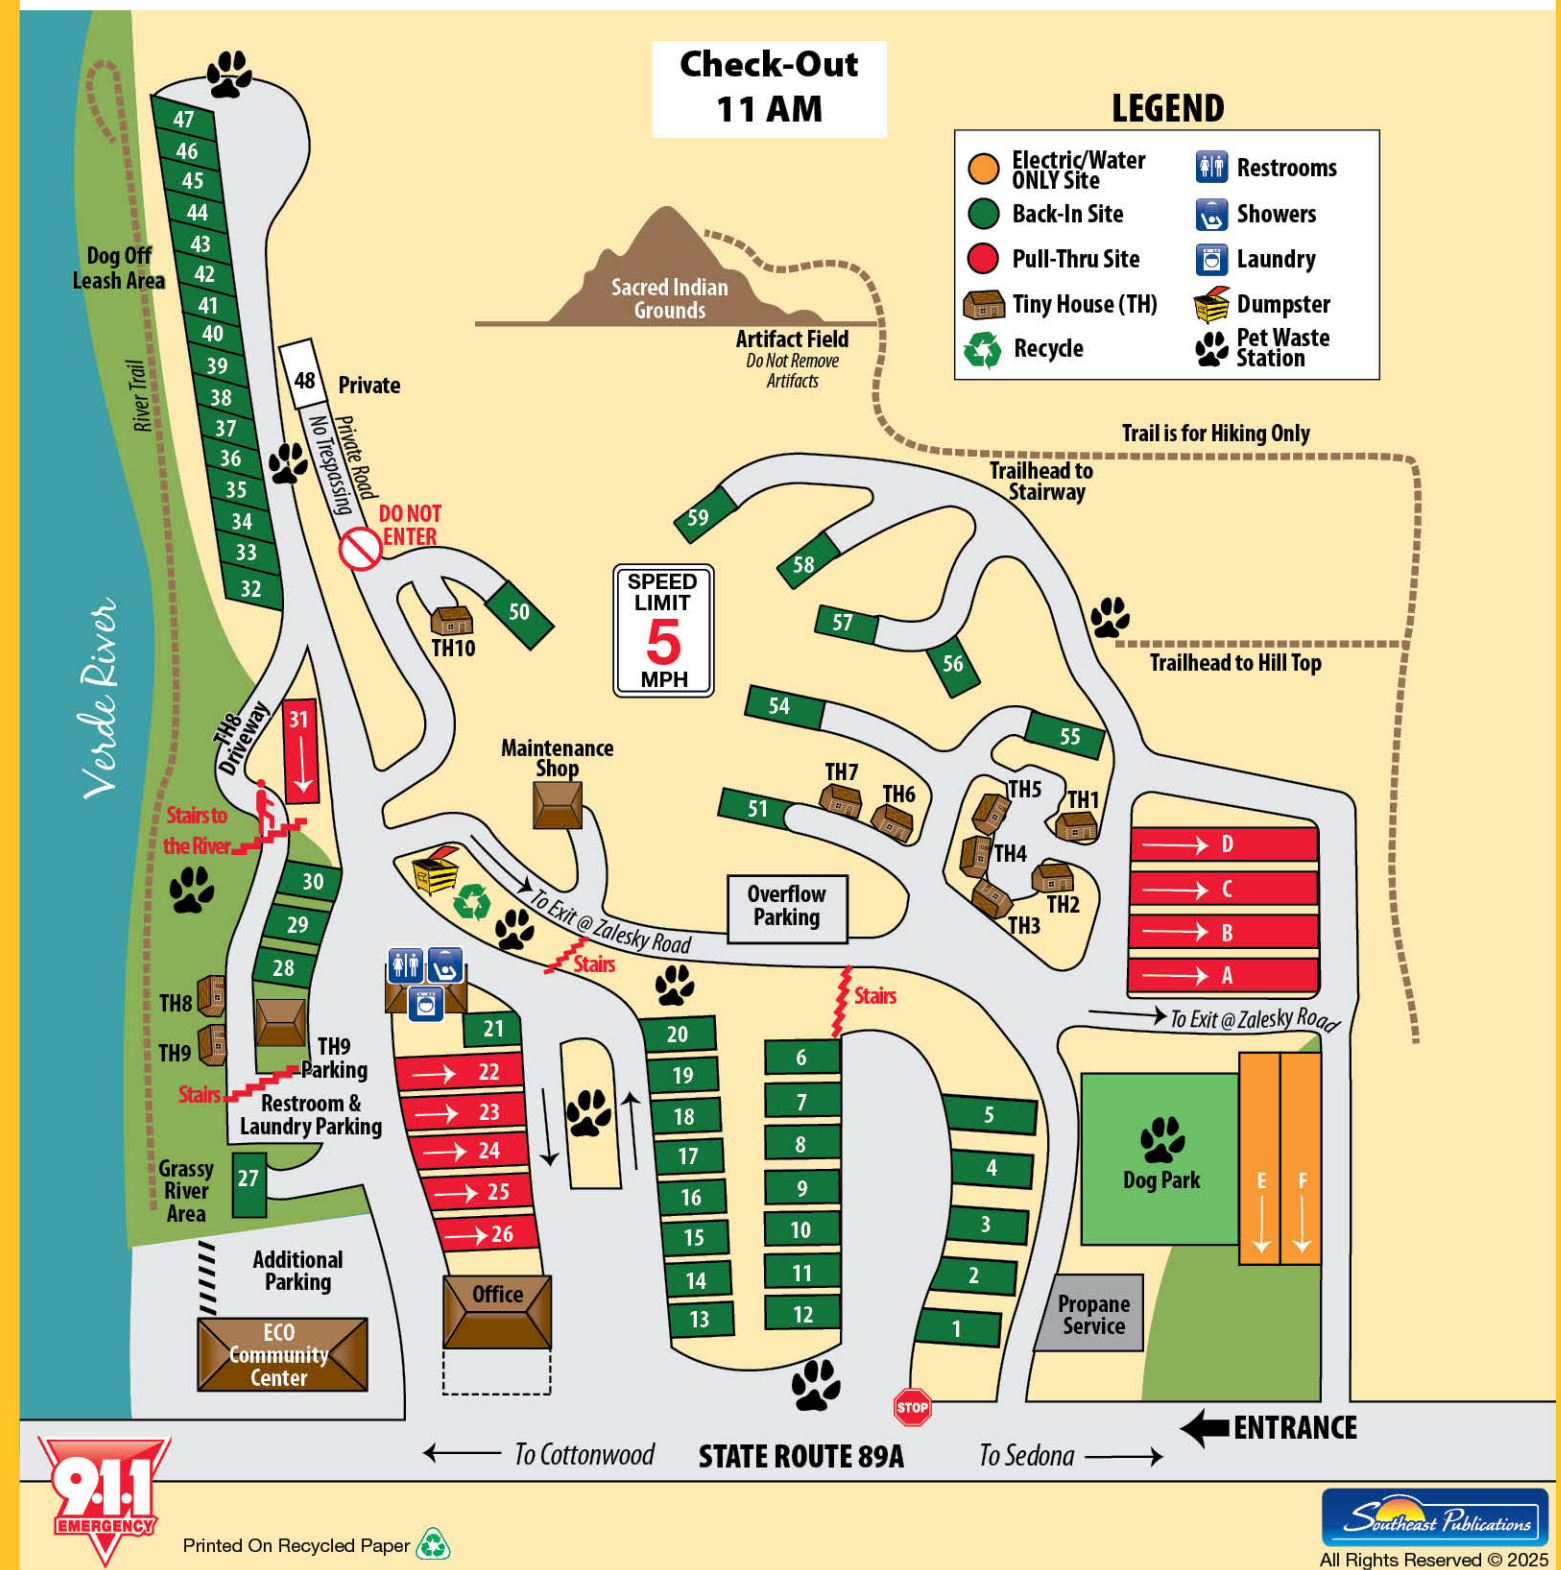 Check-Out
11 AM
LEGEND
Electric/Water
ONLY Site
Back-In Site
Pull-Thru Site
Tiny House (TH)
Recycle
Restrooms
Showers
Laundry
Dumpster
Pet Waste
Station
47
46
45
44
43
42
41
40
39
38
37
36
35
34
33
32
Dog Off
Leash Area
River Trail
Verde River
48
Private
Private Road
No Trespassing
DO NOT
ENTER
Sacred Indian
Grounds
Artifact Field
Do Not Remove
Artifacts
Trail is for Hiking Only
Trailhead to
Stairway
Trailhead to Hill Top
59
58
57
56
55
54
51
50
TH10
SPEED
LIMIT
5
MPH
TH8
Driveway
31
Stairs to
the River
Maintenance
Shop
TH7
TH6
TH5
TH1
TH4
TH2
TH3
D
C
B
A
Overflow
Parking
To Exit @ Zalesky Road
Stairs
Stairs
To Exit @ Zalesky Road
30
29
28
TH8
TH9
TH9
Parking
Stairs
Restroom &
Laundry Parking
27
Grassy
River
Area
Additional
Parking
ECO
Community
Center
21
22
23
24
25
26
Office
20
19
18
17
16
15
14
13
6
7
8
9
10
11
12
5
4
3
2
1
Dog Park
E
F
Propane
Service
STOP
ENTRANCE
To Cottonwood
STATE ROUTE 89A
To Sedona
9·1·1
EMERGENCY
Printed On Recycled Paper
Southeast Publications
All Rights Reserved © 2025